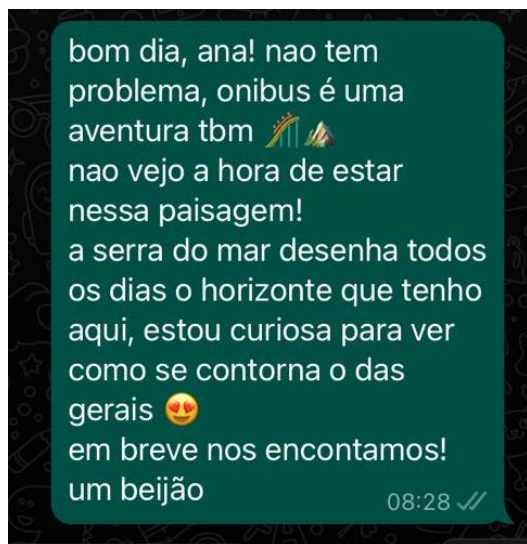 bom dia, ana! nao tem
problema, onibus é uma
aventura tbm 🎢⛰️
nao vejo a hora de estar
nessa paisagem!
a serra do mar desenha todos
os dias o horizonte que tenho
aqui, estou curiosa para ver
como se contorna o das
gerais 😍
em breve nos encontamos!
um beijão
08:28